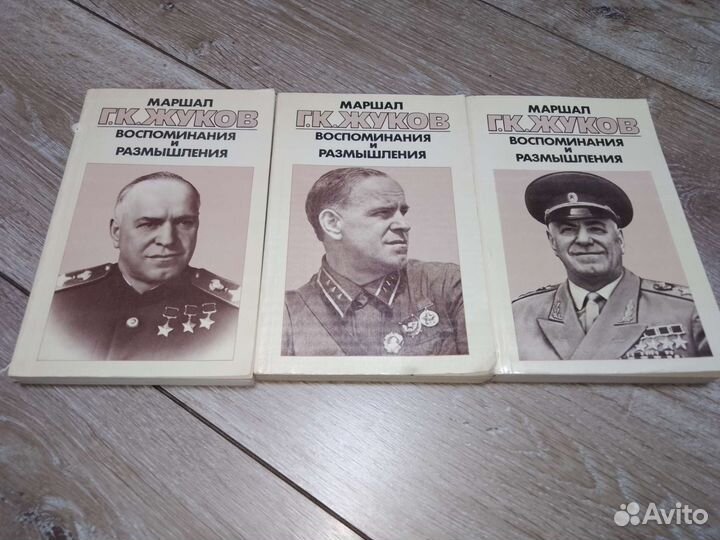 МАРШАЛ
Г.К. ЖУКОВ
ВОСПОМИНАНИЯ
и
РАЗМЫШЛЕНИЯ
МАРШАЛ
Г.К. ЖУКОВ
ВОСПОМИНАНИЯ
и
РАЗМЫШЛЕНИЯ
МАРШАЛ
Г.К. ЖУКОВ
ВОСПОМИНАНИЯ
и
РАЗМЫШЛЕНИЯ
Avito